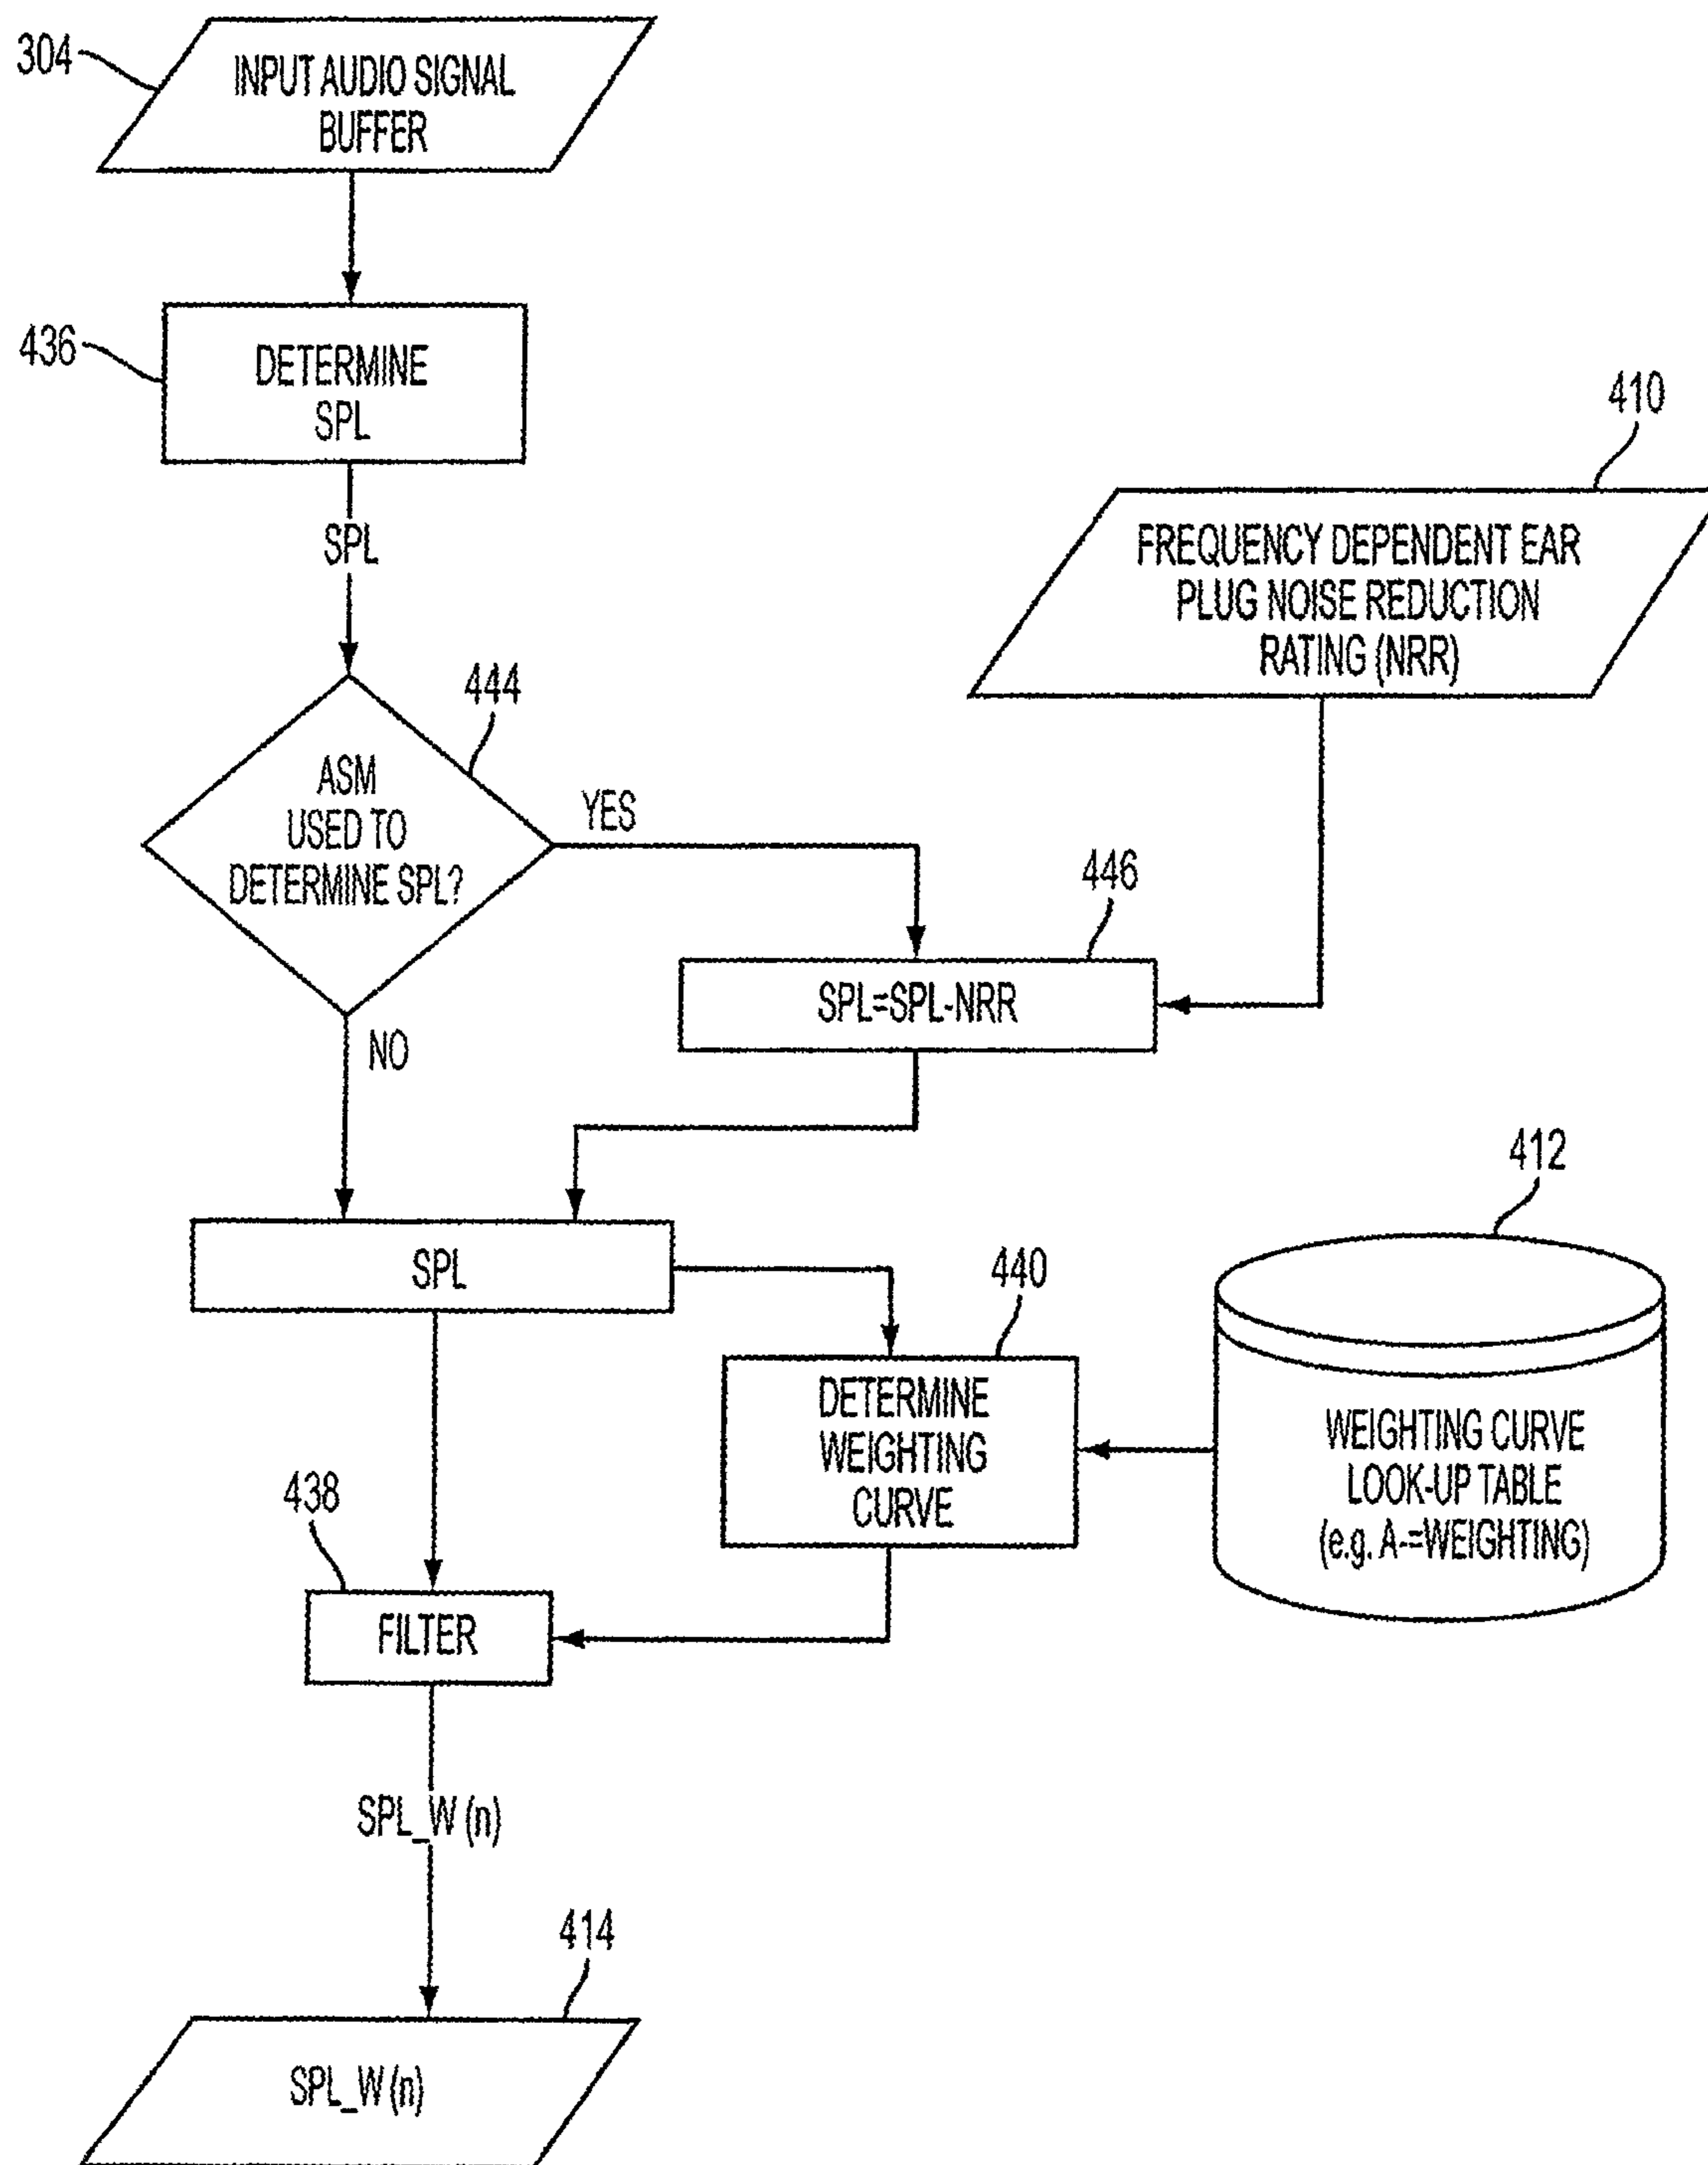 304
INPUT AUDIO SIGNAL
BUFFER
436
DETERMINE
SPL
SPL
410
FREQUENCY DEPENDENT EAR
PLUG NOISE REDUCTION
RATING (NRR)
444
ASM
USED TO
DETERMINE SPL?
YES
446
SPL=SPL-NRR
NO
SPL
412
440
DETERMINE
WEIGHTING
CURVE
WEIGHTING CURVE
LOOK-UP TABLE
(e.g. A-=WEIGHTING)
438
FILTER
SPL_W (n)
414
SPL_W (n)